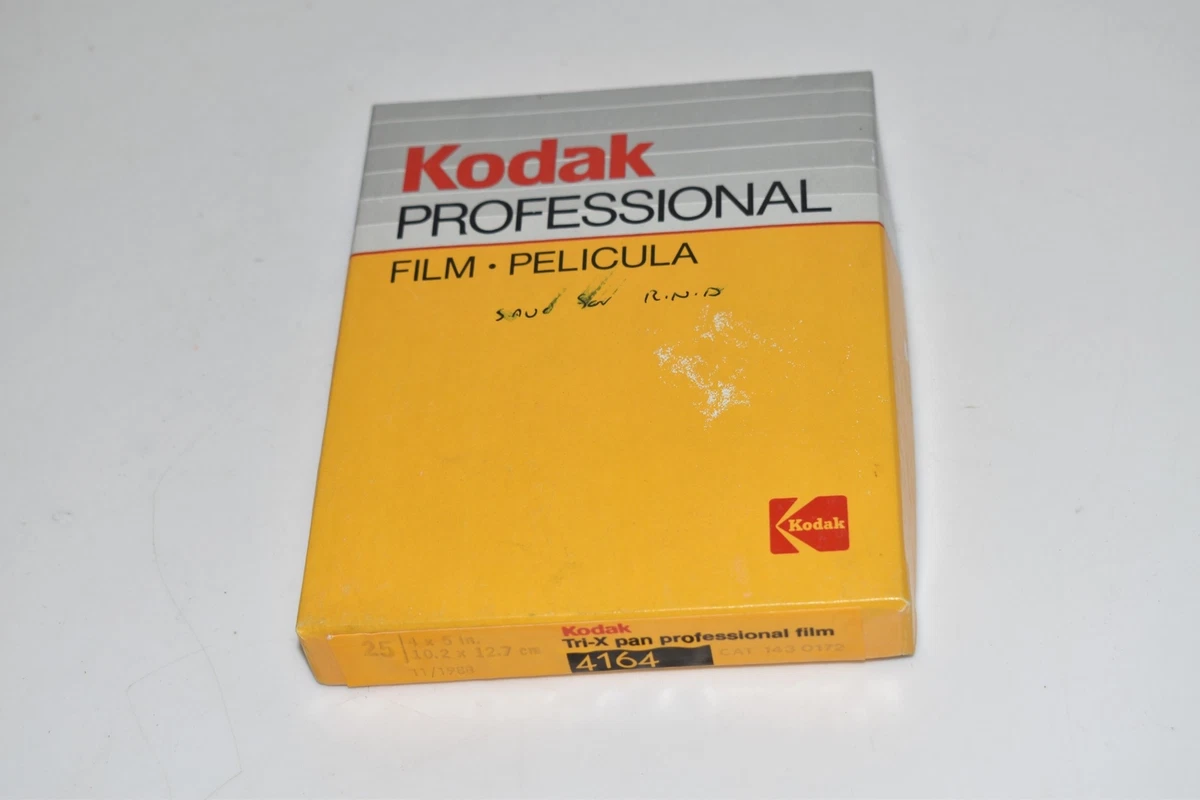 Kodak
PROFESSIONAL
FILM • PELICULA
R.N.D
Kodak
25
4 x 5 in.
10.2 x 12.7 cm
Kodak
Tri-X pan professional film
4164
CAT 143 0172